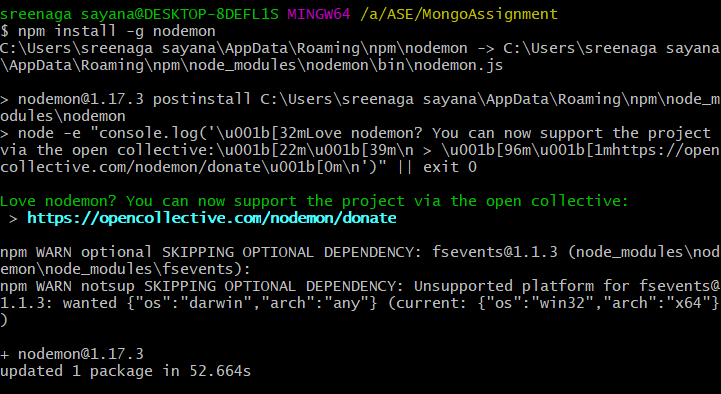 sreenaga sayana@DESKTOP-8DEFL1S MINGW64 /a/ASE/MongoAssignment
$ npm install -g nodemon
C:\Users\sreenaga sayana\AppData\Roaming\npm\nodemon -> C:\Users\sreenaga sayana
\AppData\Roaming\npm\node_modules\nodemon\bin\nodemon.js
> nodemon@1.17.3 postinstall C:\Users\sreenaga sayana\AppData\Roaming\npm\node_m
odules\nodemon
> node -e "console.log('\u001b[32mLove nodemon? You can now support the project
via the open collective:\u001b[22m\u001b[39m\n > \u001b[96m\u001b[1mhttps://open
collective.com/nodemon/donate\u001b[0m\n')" || exit 0
Love nodemon? You can now support the project via the open collective:
> https://opencollective.com/nodemon/donate
npm WARN optional SKIPPING OPTIONAL DEPENDENCY: fsevents@1.1.3 (node_modules\nod
emon\node_modules\fsevents):
npm WARN notsup SKIPPING OPTIONAL DEPENDENCY: Unsupported platform for fsevents@
1.1.3: wanted {"os":"darwin","arch":"any"} (current: {"os":"win32","arch":"x64"}
)
+ nodemon@1.17.3
updated 1 package in 52.664s